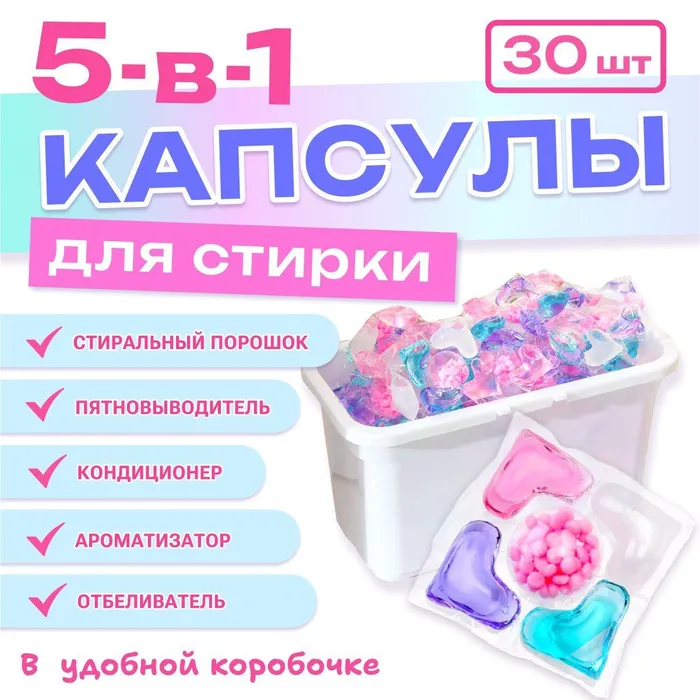 5-в-1
30 шт
КАПСУЛЫ
для стирки
СТИРАЛЬНЫЙ ПОРОШОК
ПЯТНОВЫВОДИТЕЛЬ
КОНДИЦИОНЕР
АРОМАТИЗАТОР
ОТБЕЛИВАТЕЛЬ
В удобной коробочке